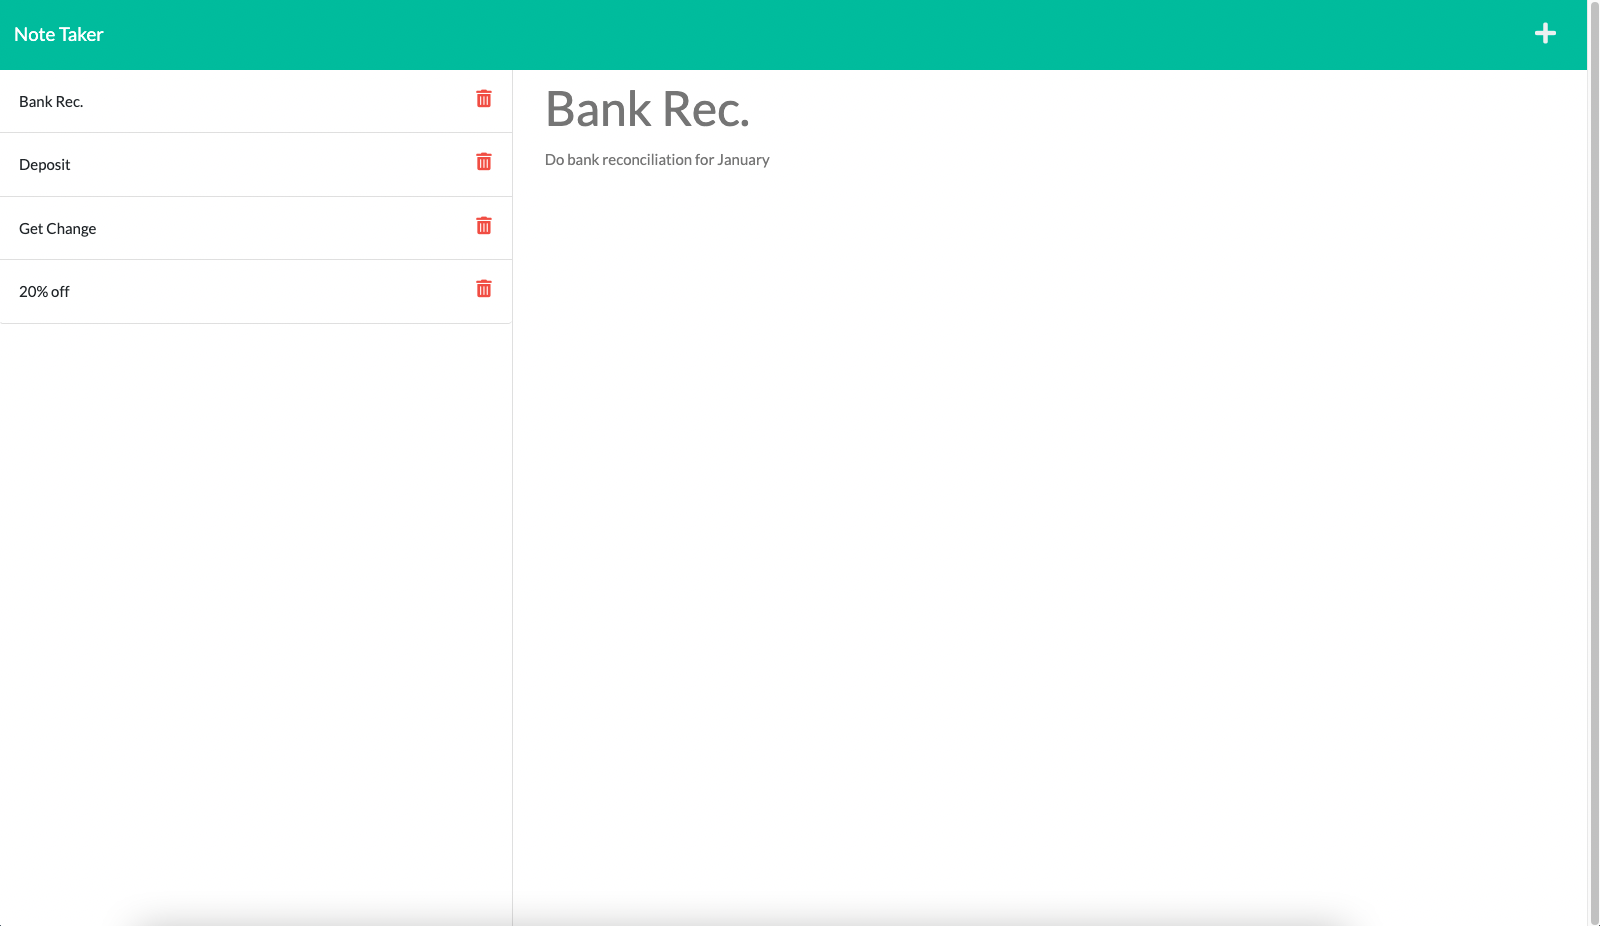 Note Taker
Bank Rec.
Deposit
Get Change
20% off
Bank Rec.
Do bank reconciliation for January